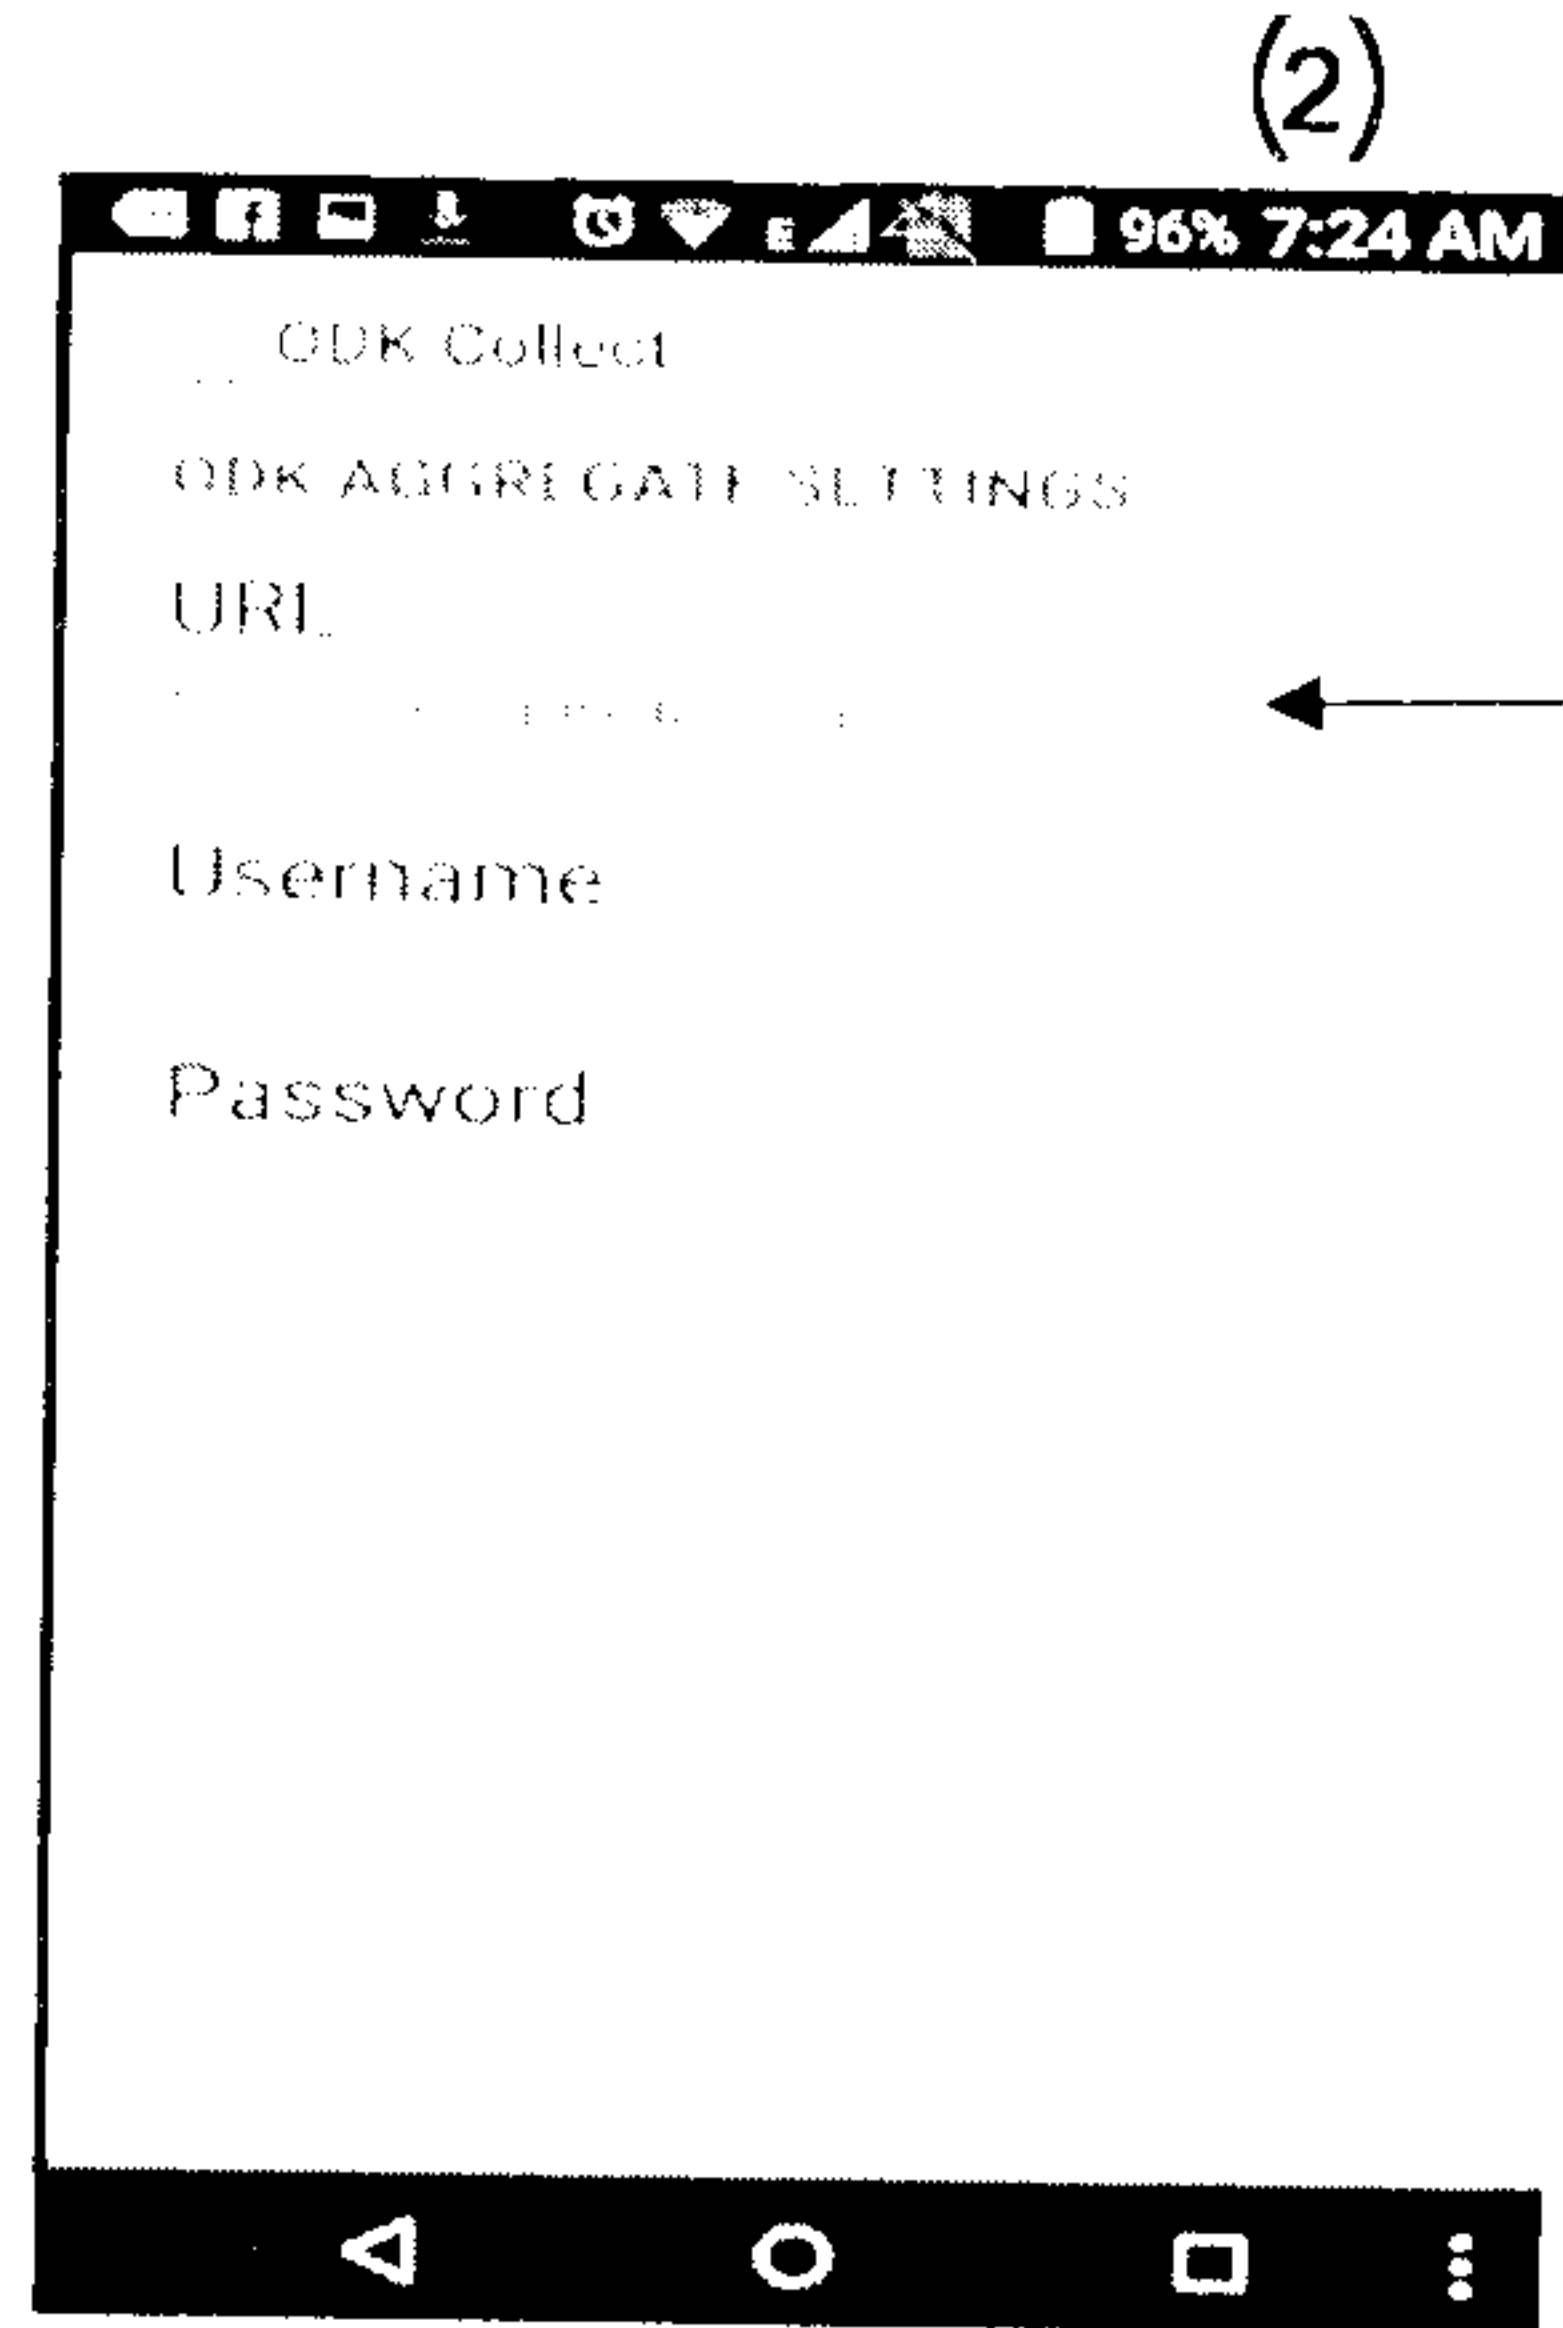 (2)
96% 7:24 AM
ODK Collect
ODK AGGREGATE SETTINGS
URL
Username
Password